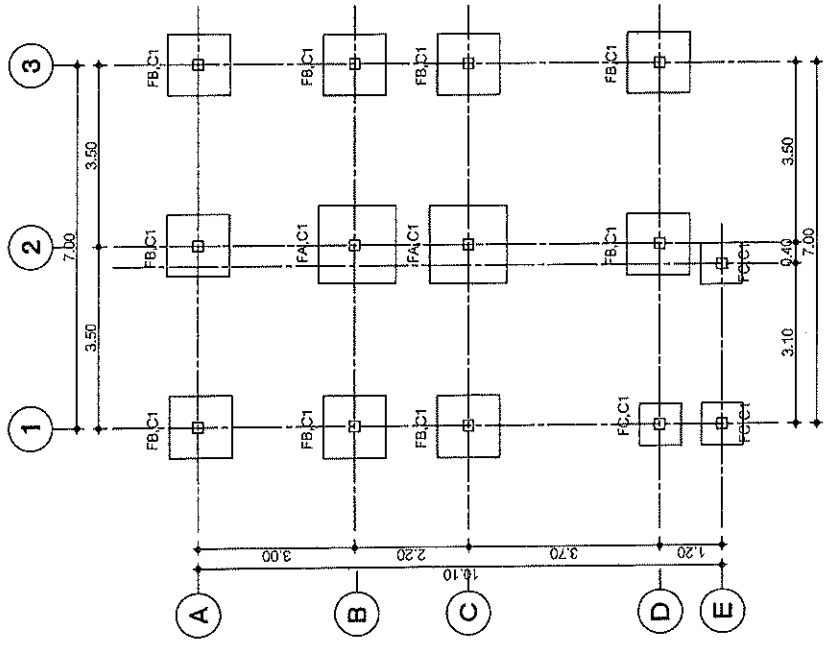 1 2 3
7.00
3.50 3.50
A
FB,C1 FB,C1 FB,C1
3.00
B
FB,C1 FA,C1 FB,C1
2.20
C
FB,C1 FA,C1 FB,C1
10.10
3.70
D
FC,C1 FB,C1 FB,C1
1.20
E
FC,C1 FC,C1
3.10 0.40 3.50
7.00